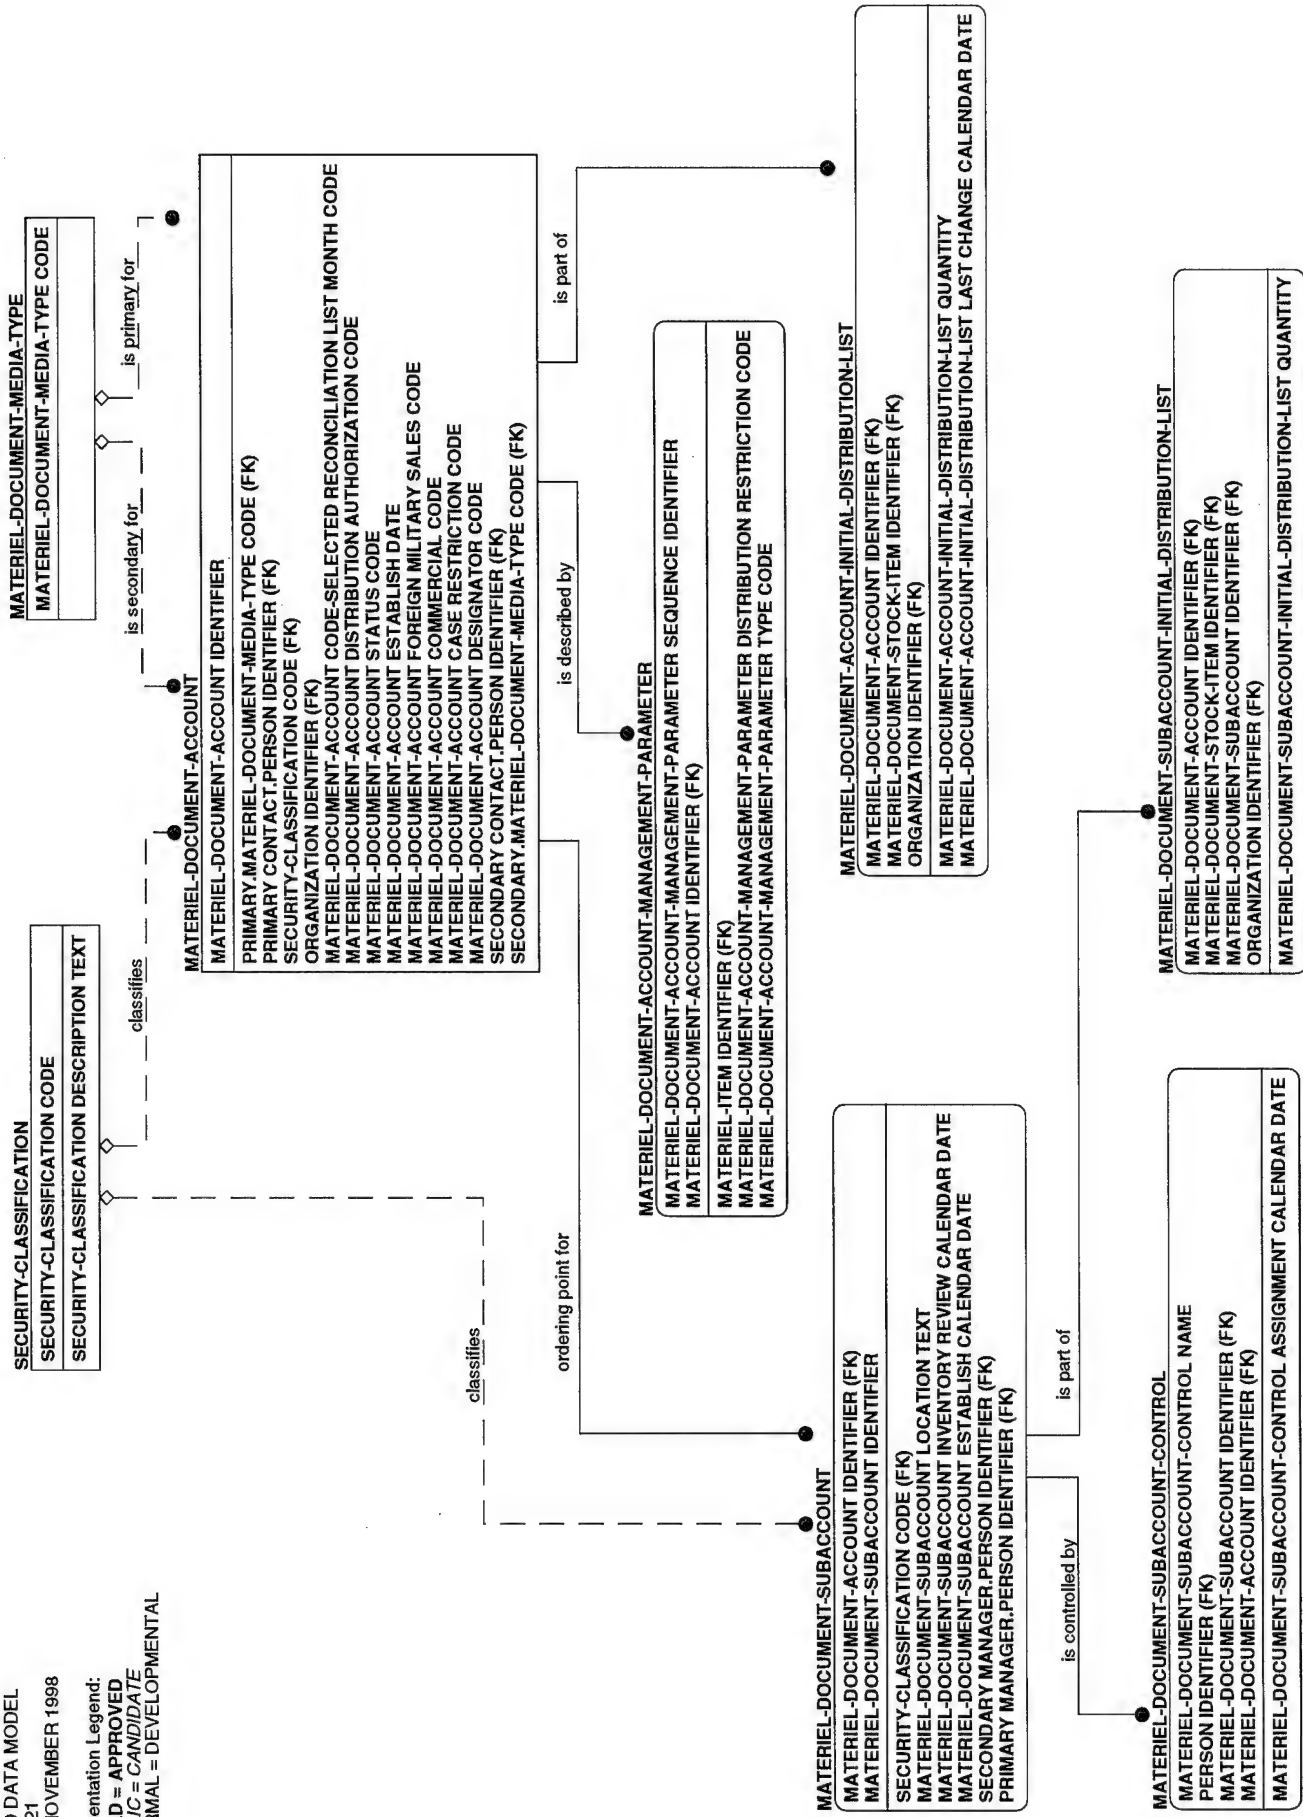 DATA MODEL
21
NOVEMBER 1998
entation Legend:
D = APPROVED
IC = CANDIDATE
MAL = DEVELOPMENTAL
SECURITY-CLASSIFICATION
SECURITY-CLASSIFICATION CODE
SECURITY-CLASSIFICATION DESCRIPTION TEXT
classifies
classifies
MATERIEL-DOCUMENT-MEDIA-TYPE
MATERIEL-DOCUMENT-MEDIA-TYPE CODE
is secondary for
is primary for
MATERIEL-DOCUMENT-ACCOUNT
MATERIEL-DOCUMENT-ACCOUNT IDENTIFIER
PRIMARY.MATERIEL-DOCUMENT-MEDIA-TYPE CODE (FK)
PRIMARY CONTACT.PERSON IDENTIFIER (FK)
SECURITY-CLASSIFICATION CODE (FK)
ORGANIZATION IDENTIFIER (FK)
MATERIEL-DOCUMENT-ACCOUNT CODE-SELECTED RECONCILIATION LIST MONTH CODE
MATERIEL-DOCUMENT-ACCOUNT DISTRIBUTION AUTHORIZATION CODE
MATERIEL-DOCUMENT-ACCOUNT STATUS CODE
MATERIEL-DOCUMENT-ACCOUNT ESTABLISH DATE
MATERIEL-DOCUMENT-ACCOUNT FOREIGN MILITARY SALES CODE
MATERIEL-DOCUMENT-ACCOUNT COMMERCIAL CODE
MATERIEL-DOCUMENT-ACCOUNT CASE RESTRICTION CODE
MATERIEL-DOCUMENT-ACCOUNT DESIGNATOR CODE
SECONDARY CONTACT.PERSON IDENTIFIER (FK)
SECONDARY.MATERIEL-DOCUMENT-MEDIA-TYPE CODE (FK)
ordering point for
is described by
is part of
MATERIEL-DOCUMENT-ACCOUNT-MANAGEMENT-PARAMETER
MATERIEL-DOCUMENT-ACCOUNT-MANAGEMENT-PARAMETER SEQUENCE IDENTIFIER
MATERIEL-DOCUMENT-ACCOUNT IDENTIFIER (FK)
MATERIEL-ITEM IDENTIFIER (FK)
MATERIEL-DOCUMENT-ACCOUNT-MANAGEMENT-PARAMETER DISTRIBUTION RESTRICTION CODE
MATERIEL-DOCUMENT-ACCOUNT-MANAGEMENT-PARAMETER TYPE CODE
MATERIEL-DOCUMENT-ACCOUNT-INITIAL-DISTRIBUTION-LIST
MATERIEL-DOCUMENT-ACCOUNT IDENTIFIER (FK)
MATERIEL-DOCUMENT-STOCK-ITEM IDENTIFIER (FK)
ORGANIZATION IDENTIFIER (FK)
MATERIEL-DOCUMENT-ACCOUNT-INITIAL-DISTRIBUTION-LIST QUANTITY
MATERIEL-DOCUMENT-ACCOUNT-INITIAL-DISTRIBUTION-LIST LAST CHANGE CALENDAR DATE
MATERIEL-DOCUMENT-SUBACCOUNT
MATERIEL-DOCUMENT-ACCOUNT IDENTIFIER (FK)
MATERIEL-DOCUMENT-SUBACCOUNT IDENTIFIER
SECURITY-CLASSIFICATION CODE (FK)
MATERIEL-DOCUMENT-SUBACCOUNT LOCATION TEXT
MATERIEL-DOCUMENT-SUBACCOUNT INVENTORY REVIEW CALENDAR DATE
MATERIEL-DOCUMENT-SUBACCOUNT ESTABLISH CALENDAR DATE
SECONDARY MANAGER.PERSON IDENTIFIER (FK)
PRIMARY MANAGER.PERSON IDENTIFIER (FK)
is controlled by
is part of
MATERIEL-DOCUMENT-SUBACCOUNT-CONTROL
MATERIEL-DOCUMENT-SUBACCOUNT-CONTROL NAME
PERSON IDENTIFIER (FK)
MATERIEL-DOCUMENT-SUBACCOUNT IDENTIFIER (FK)
MATERIEL-DOCUMENT-ACCOUNT IDENTIFIER (FK)
MATERIEL-DOCUMENT-SUBACCOUNT-CONTROL ASSIGNMENT CALENDAR DATE
MATERIEL-DOCUMENT-SUBACCOUNT-INITIAL-DISTRIBUTION-LIST
MATERIEL-DOCUMENT-ACCOUNT IDENTIFIER (FK)
MATERIEL-DOCUMENT-STOCK-ITEM IDENTIFIER (FK)
MATERIEL-DOCUMENT-SUBACCOUNT IDENTIFIER (FK)
ORGANIZATION IDENTIFIER (FK)
MATERIEL-DOCUMENT-SUBACCOUNT-INITIAL-DISTRIBUTION-LIST QUANTITY